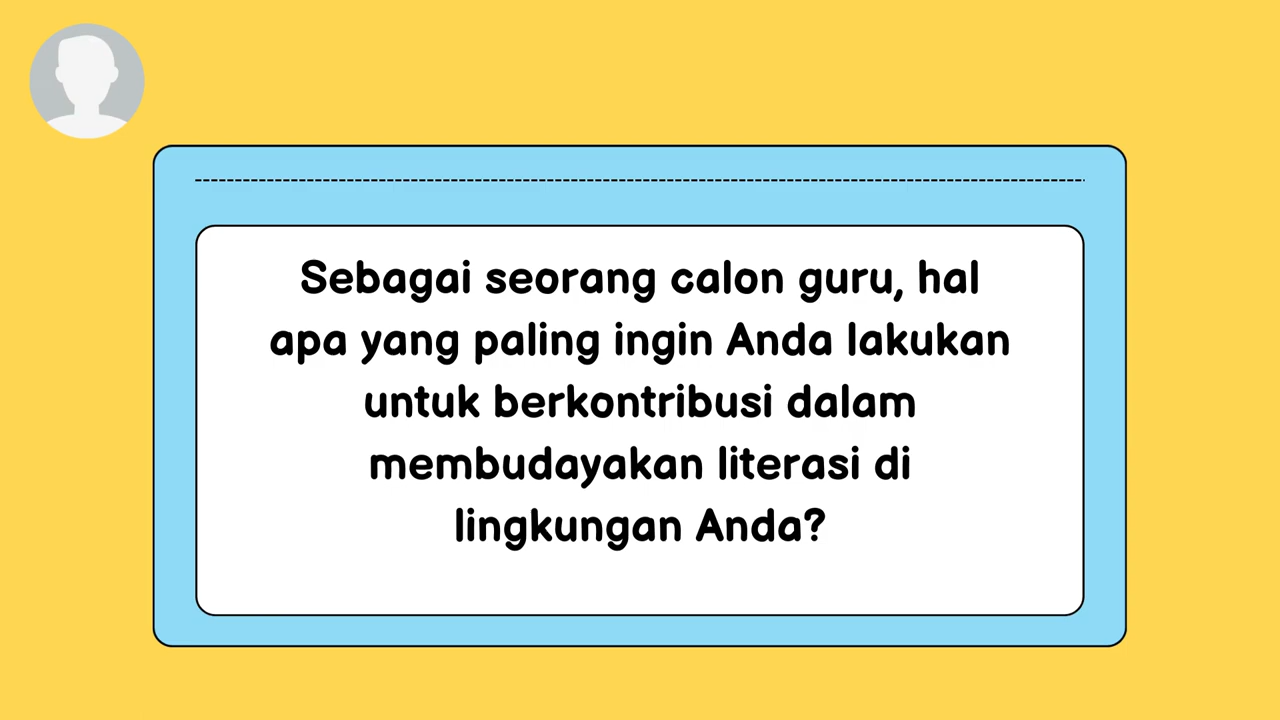 Sebagai seorang calon guru, hal
apa yang paling ingin Anda lakukan
untuk berkontribusi dalam
membudayakan literasi di
lingkungan Anda?